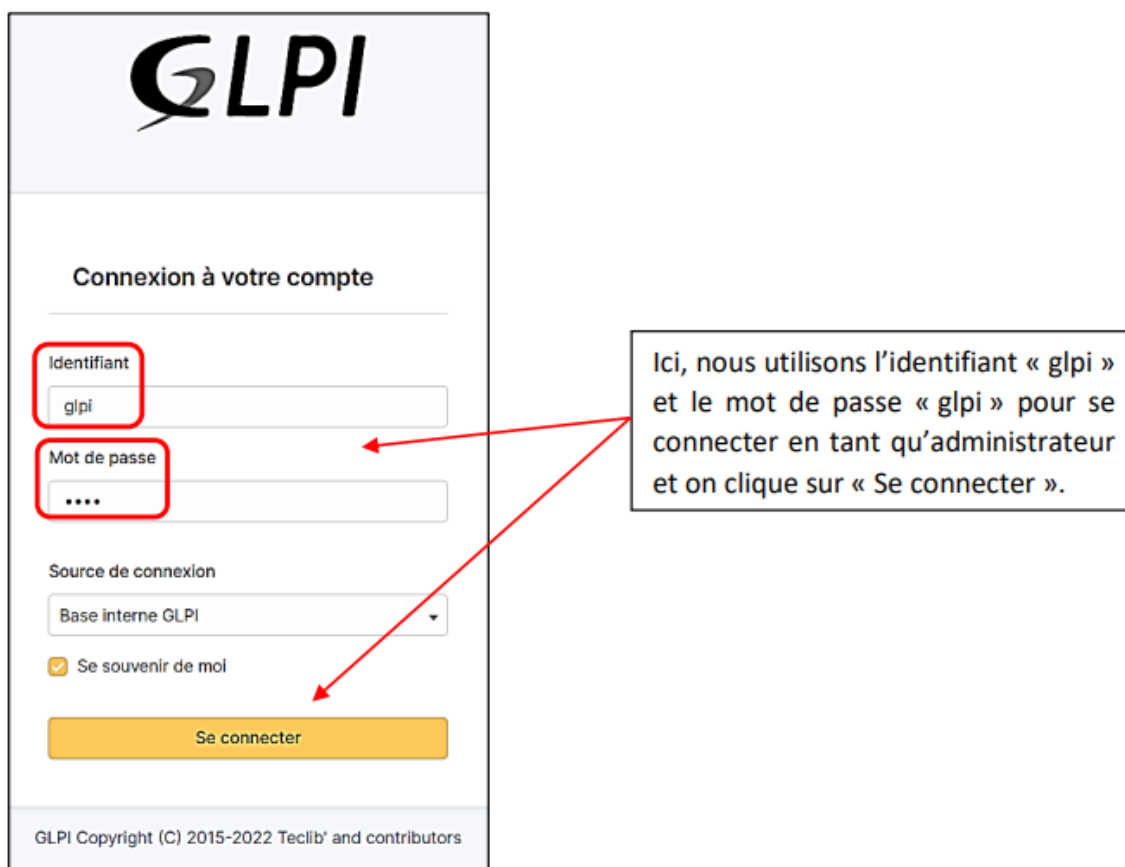 GLPI
Connexion à votre compte
Identifiant
glpi
Mot de passe
••••
Source de connexion
Base interne GLPI
Se souvenir de moi
Se connecter
GLPI Copyright (C) 2015-2022 Teclib' and contributors
Ici, nous utilisons l’identifiant « glpi »
et le mot de passe « glpi » pour se
connecter en tant qu’administrateur
et on clique sur « Se connecter ».